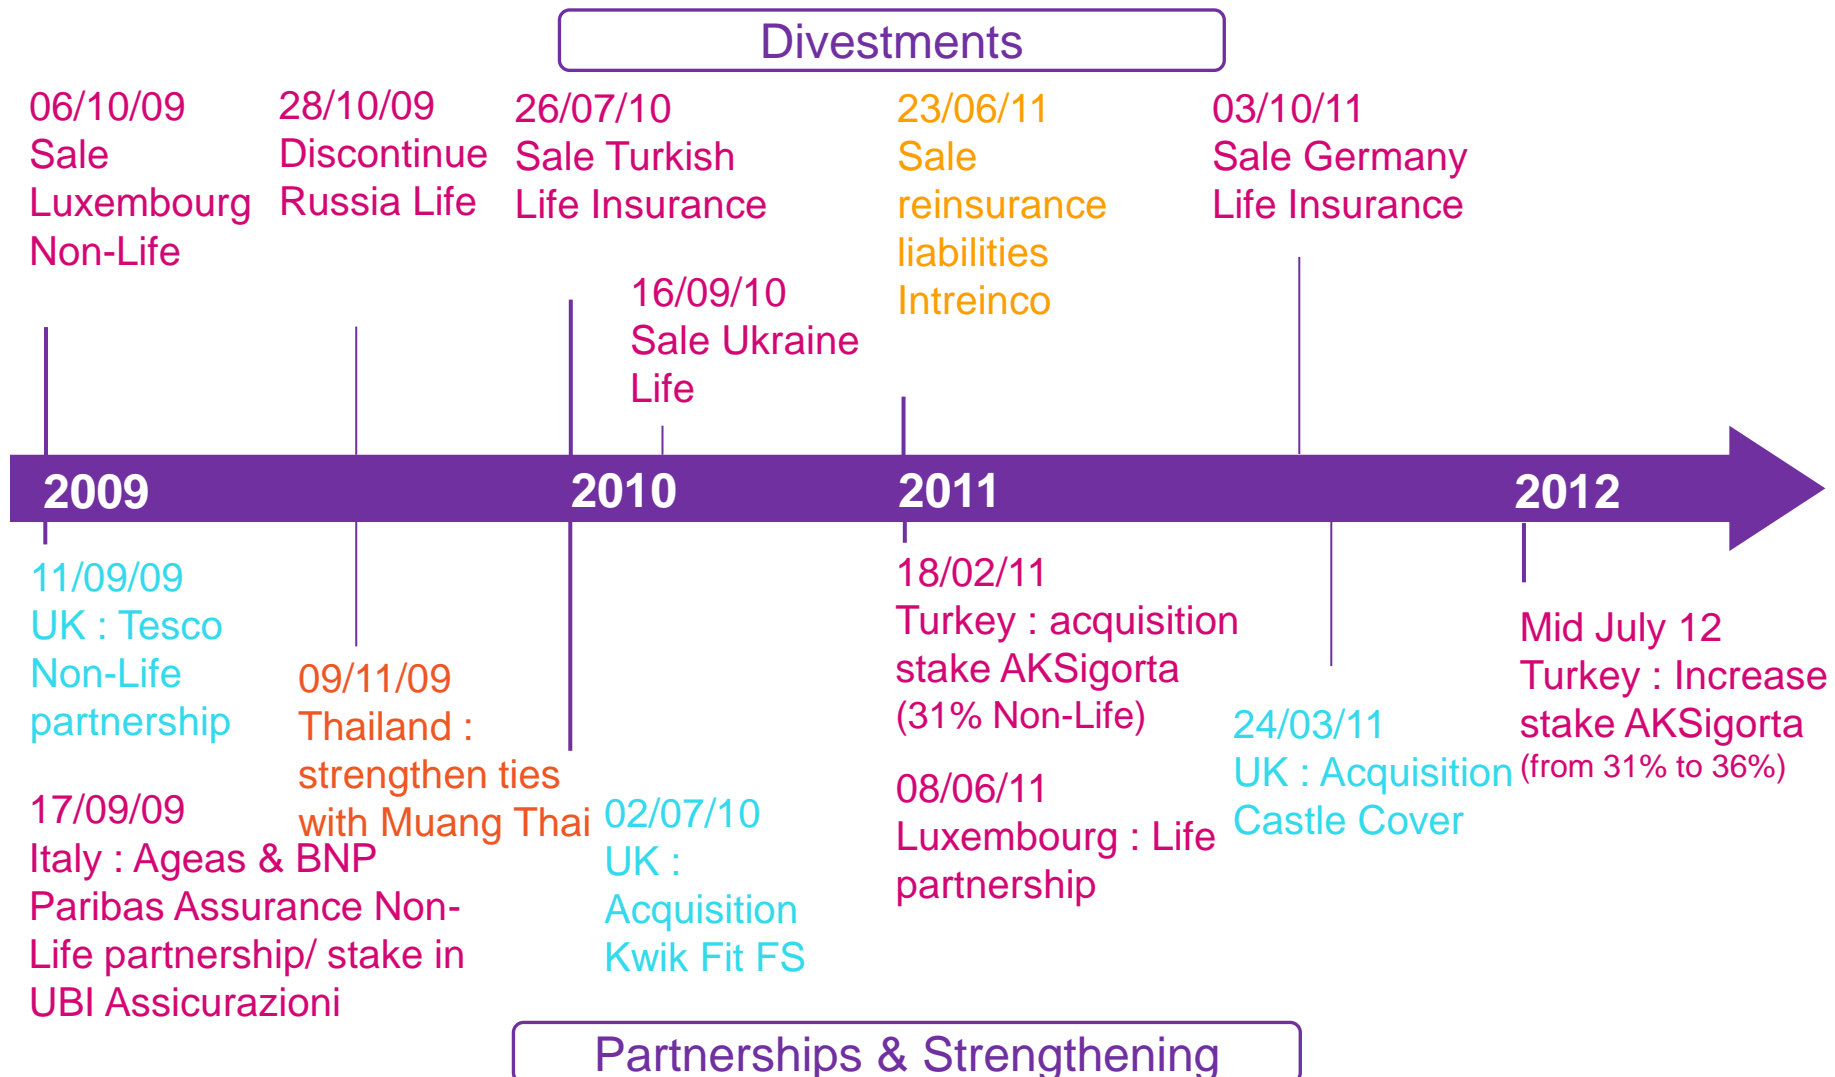 Divestments
06/10/09
Sale
Luxembourg
Non-Life
28/10/09
Discontinue
Russia Life
26/07/10
Sale Turkish
Life Insurance
16/09/10
Sale Ukraine
Life
23/06/11
Sale
reinsurance
liabilities
Intreinco
03/10/11
Sale Germany
Life Insurance
2009
2010
2011
2012
11/09/09
UK : Tesco
Non-Life
partnership
17/09/09
Italy : Ageas & BNP
Paribas Assurance Non-
Life partnership/ stake in
UBI Assicurazioni
09/11/09
Thailand :
strengthen ties
with Muang Thai
02/07/10
UK :
Acquisition
Kwik Fit FS
18/02/11
Turkey : acquisition
stake AKSigorta
(31% Non-Life)
08/06/11
Luxembourg : Life
partnership
24/03/11
UK : Acquisition
Castle Cover
Mid July 12
Turkey : Increase
stake AKSigorta
(from 31% to 36%)
Partnerships & Strengthening